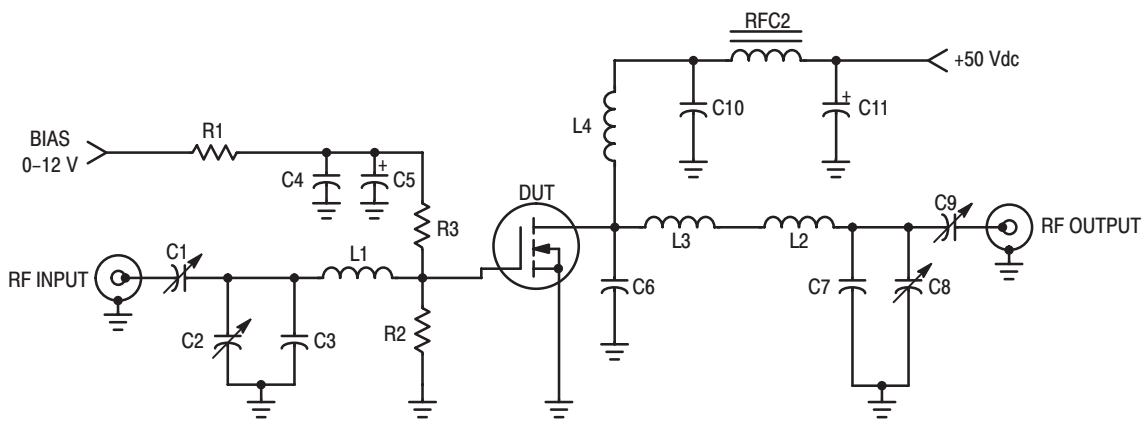 RFC2
+50 Vdc
C10
+
C11
L4
R1
BIAS
0–12 V
C4
+
C5
DUT
R3
C9
RF OUTPUT
L3
L2
C1
L1
RF INPUT
C6
C7
C8
C2
C3
R2